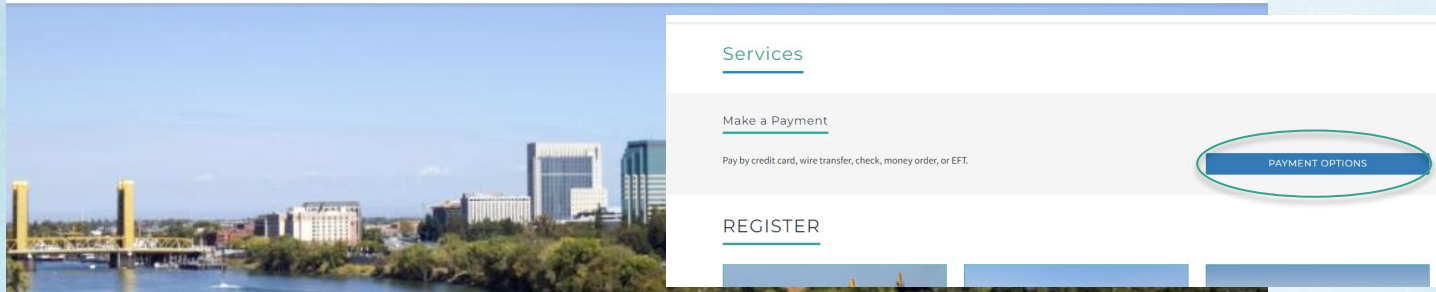 Services
Make a Payment
Pay by credit card, wire transfer, check, money order, or EFT.
PAYMENT OPTIONS
REGISTER